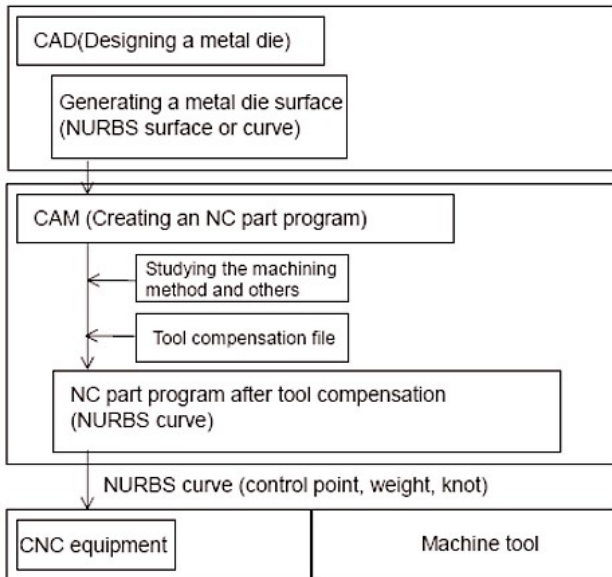 CAD(Designing a metal die)
Generating a metal die surface
(NURBS surface or curve)
CAM (Creating an NC part program)
Studying the machining
method and others
Tool compensation file
NC part program after tool compensation
(NURBS curve)
NURBS curve (control point, weight, knot)
CNC equipment
Machine tool